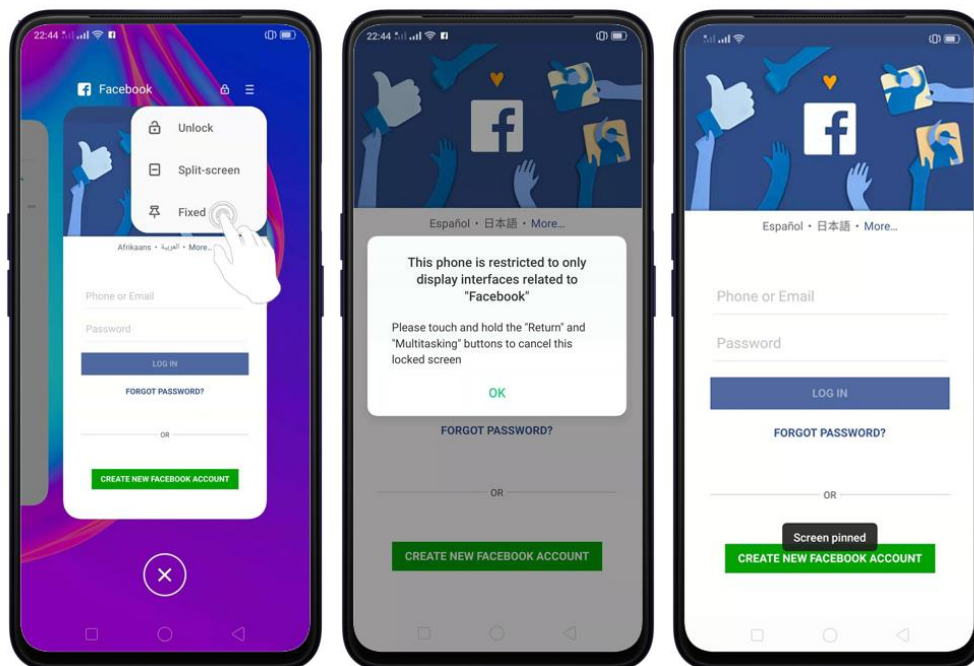 22:44
Facebook
Unlock
Split-screen
Fixed
Afrikaans • العربية • More...
Phone or Email
Password
LOG IN
FORGOT PASSWORD?
OR
CREATE NEW FACEBOOK ACCOUNT
22:44
Español • 日本語 • More...
This phone is restricted to only
display interfaces related to
"Facebook"
Please touch and hold the "Return" and
"Multitasking" buttons to cancel this
locked screen
OK
FORGOT PASSWORD?
OR
CREATE NEW FACEBOOK ACCOUNT
Español • 日本語 • More...
Phone or Email
Password
LOG IN
FORGOT PASSWORD?
OR
Screen pinned
CREATE NEW FACEBOOK ACCOUNT